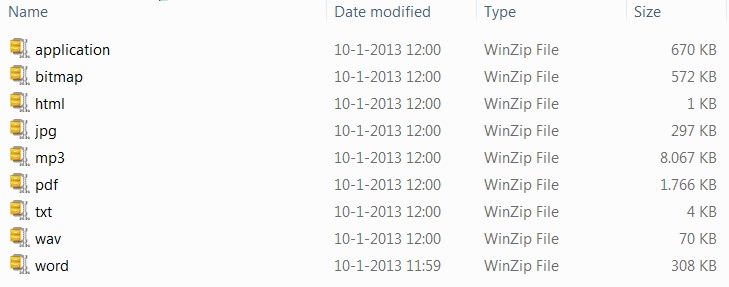 Name Date modified Type Size
application 10-1-2013 12:00 WinZip File 670 KB
bitmap 10-1-2013 12:00 WinZip File 572 KB
html 10-1-2013 12:00 WinZip File 1 KB
jpg 10-1-2013 12:00 WinZip File 297 KB
mp3 10-1-2013 12:00 WinZip File 8.067 KB
pdf 10-1-2013 12:00 WinZip File 1.766 KB
txt 10-1-2013 12:00 WinZip File 4 KB
wav 10-1-2013 12:00 WinZip File 70 KB
word 10-1-2013 11:59 WinZip File 308 KB